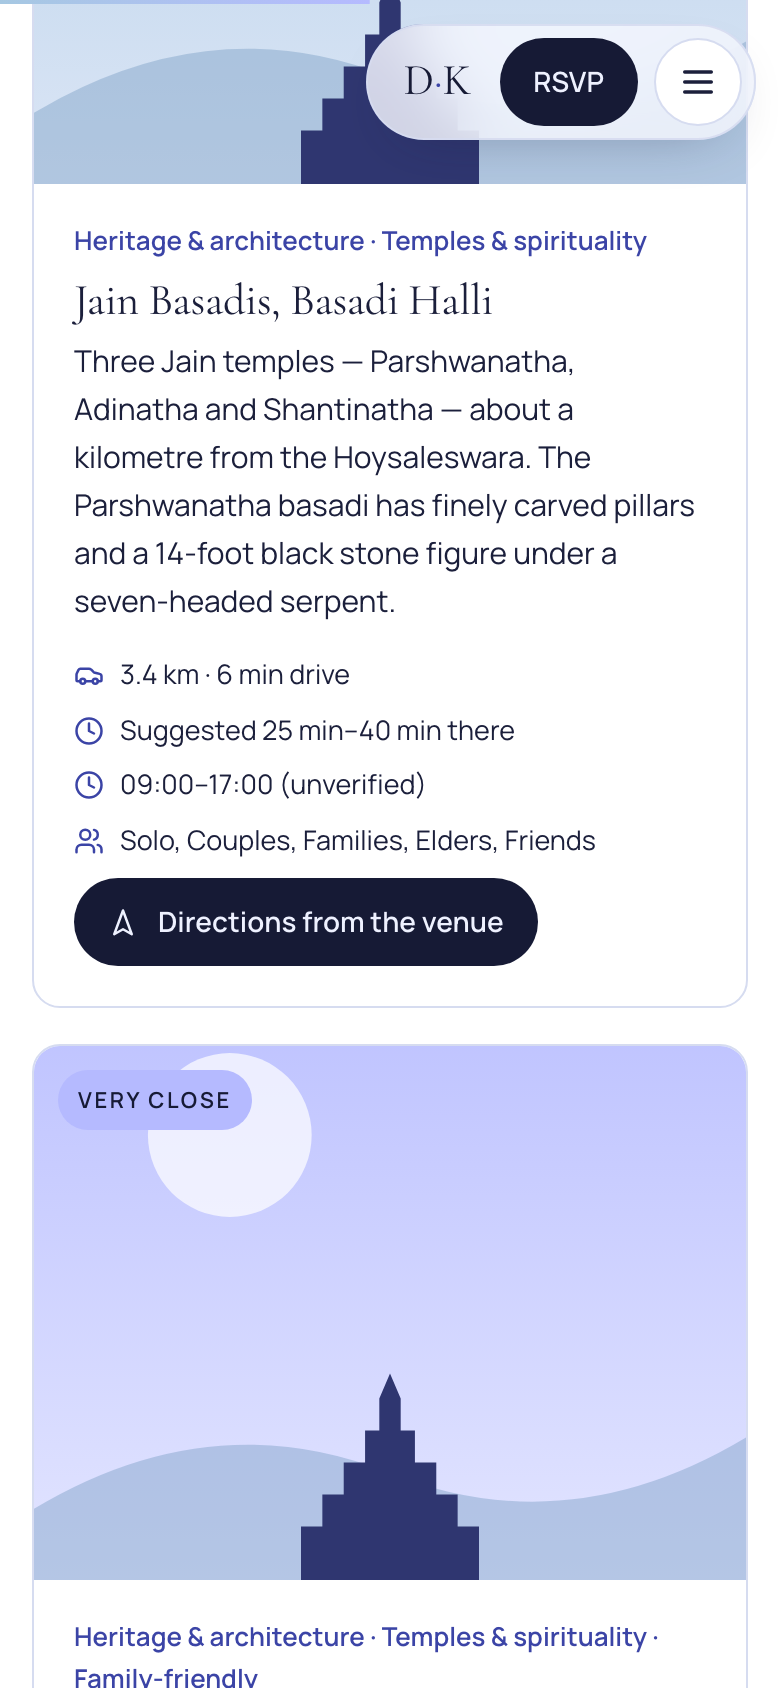 D·K
RSVP
Heritage & architecture · Temples & spirituality
Jain Basadis, Basadi Halli
Three Jain temples — Parshwanatha,
Adinatha and Shantinatha — about a
kilometre from the Hoysaleswara. The
Parshwanatha basadi has finely carved pillars
and a 14-foot black stone figure under a
seven-headed serpent.
3.4 km · 6 min drive
Suggested 25 min–40 min there
09:00–17:00 (unverified)
Solo, Couples, Families, Elders, Friends
Directions from the venue
VERY CLOSE
Heritage & architecture · Temples & spirituality ·
Family-friendly